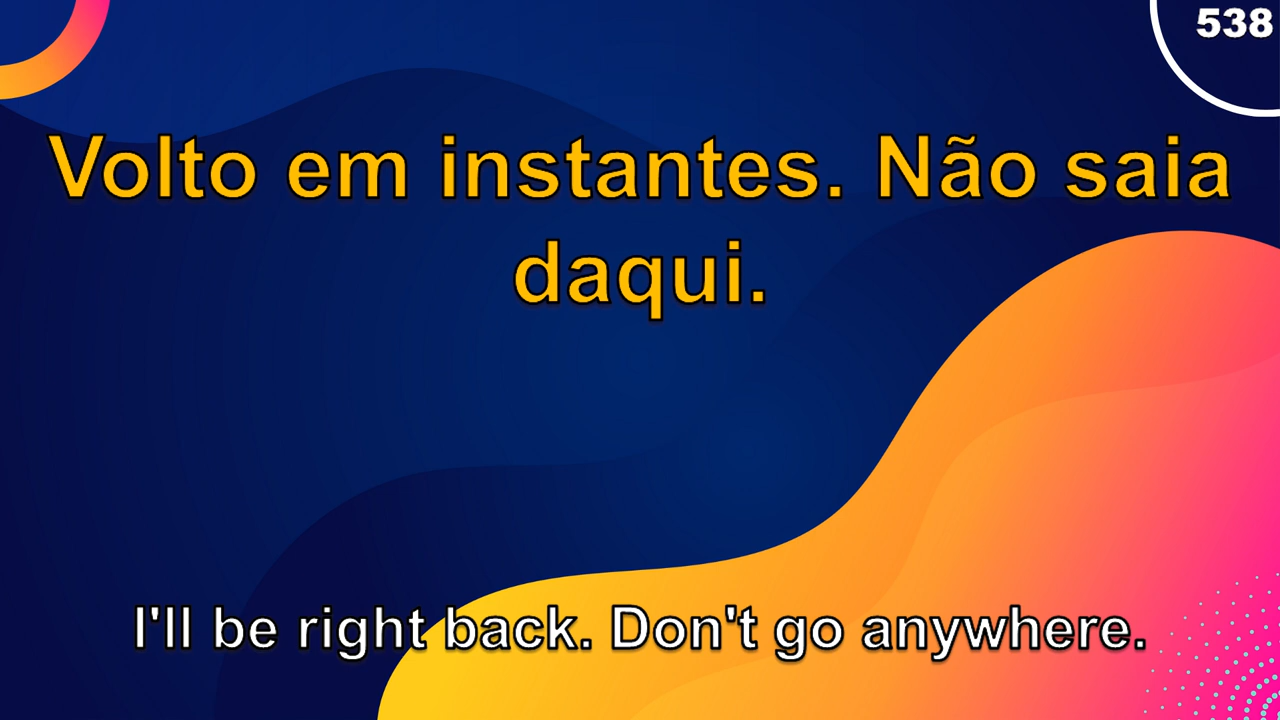 538
Volto em instantes. Não saia
daqui.
I'll be right back. Don't go anywhere.